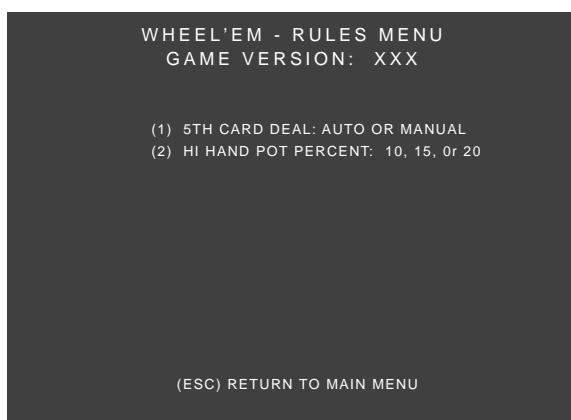 WHEEL'EM - RULES MENU
GAME VERSION: XXX
(1) 5TH CARD DEAL: AUTO OR MANUAL
(2) HI HAND POT PERCENT: 10, 15, 0r 20
(ESC) RETURN TO MAIN MENU